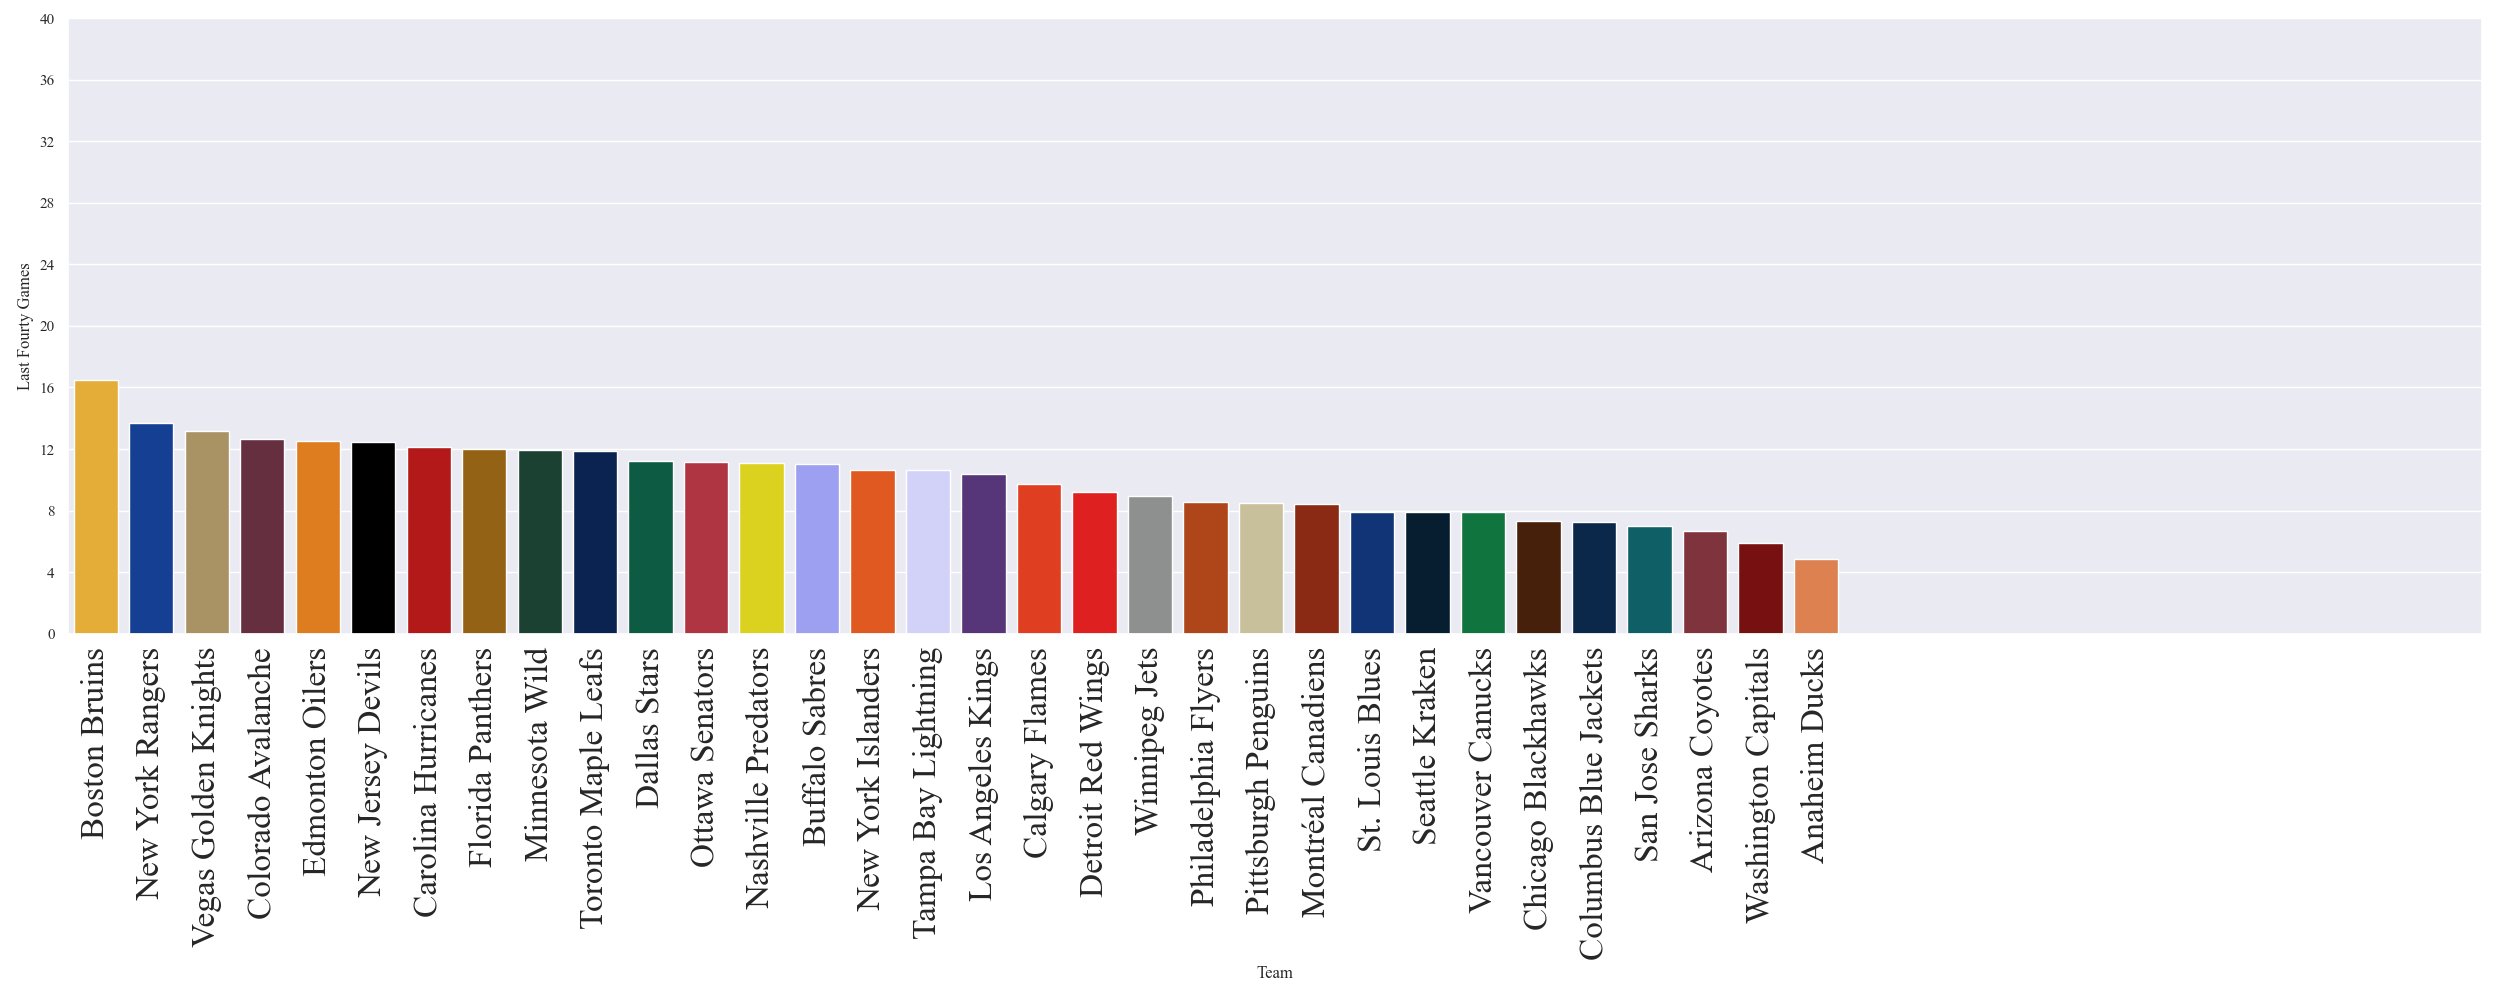 40
36
32
28
24
20
16
12
8
4
0
Last Fourty Games
Boston Bruins
New York Rangers
Vegas Golden Knights
Colorado Avalanche
Edmonton Oilers
New Jersey Devils
Carolina Hurricanes
Florida Panthers
Minnesota Wild
Toronto Maple Leafs
Dallas Stars
Ottawa Senators
Nashville Predators
Buffalo Sabres
New York Islanders
Tampa Bay Lightning
Los Angeles Kings
Calgary Flames
Detroit Red Wings
Winnipeg Jets
Philadelphia Flyers
Pittsburgh Penguins
Montréal Canadiens
St. Louis Blues
Seattle Kraken
Vancouver Canucks
Chicago Blackhawks
Columbus Blue Jackets
San Jose Sharks
Arizona Coyotes
Washington Capitals
Anaheim Ducks
Team